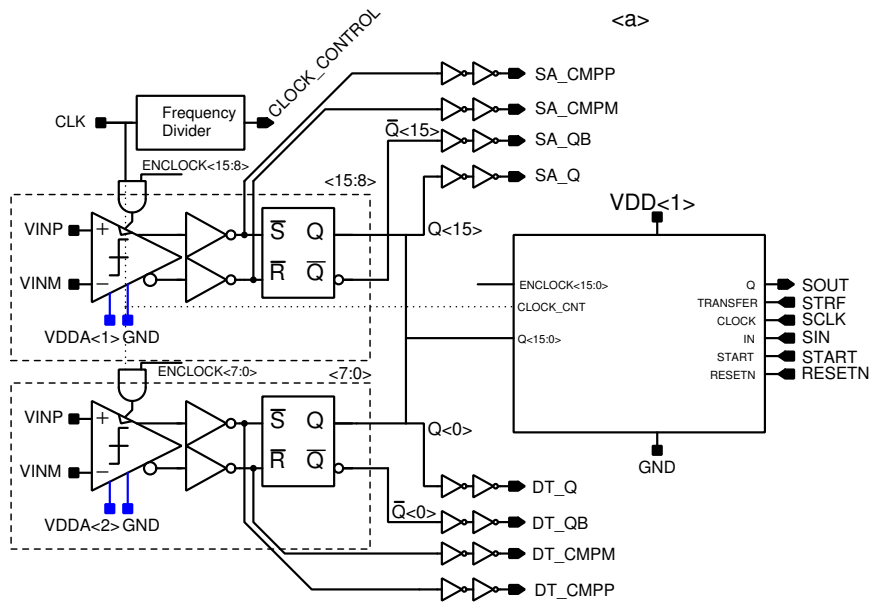 <a>
CLOCK_CONTROL
SA_CMPP
SA_CMPM
Q̅<15>
SA_QB
SA_Q
CLK
Frequency
Divider
ENCLOCK<15:8>
<15:8>
VINP
+
S̅ Q
Q<15>
VINM
−
R̅ Q̅
VDDA<1> GND
VDD<1>
ENCLOCK<15:0>
CLOCK_CNT
Q<15:0>
Q
TRANSFER
CLOCK
IN
START
RESETN
SOUT
STRF
SCLK
SIN
START
RESETN
GND
ENCLOCK<7:0>
<7:0>
VINP
+
S̅ Q
Q<0>
VINM
−
R̅ Q̅
VDDA<2> GND
Q̅<0>
DT_Q
DT_QB
DT_CMPM
DT_CMPP